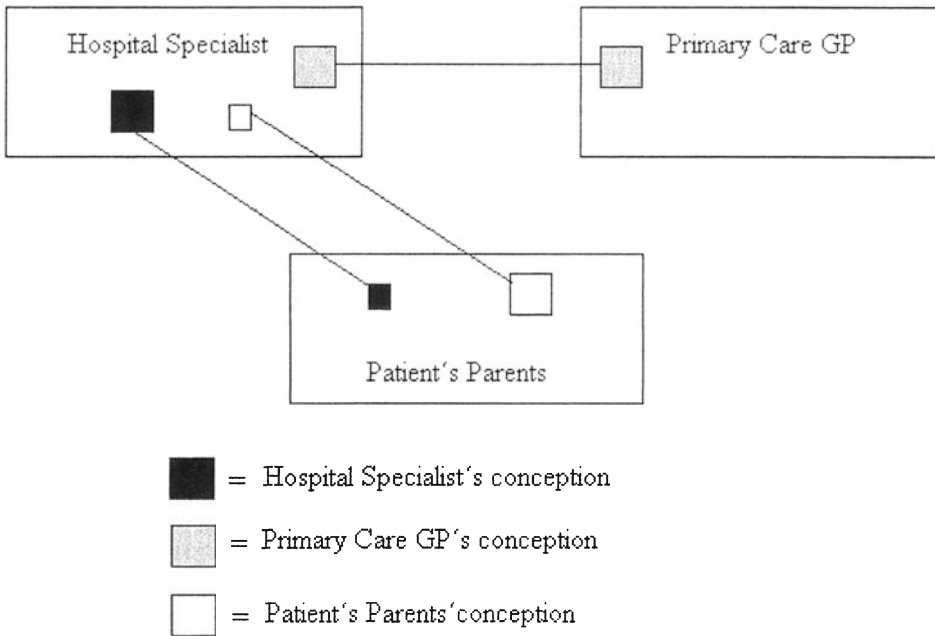 Hospital Specialist
Primary Care GP
Patient´s Parents
= Hospital Specialist´s conception
= Primary Care GP´s conception
= Patient´s Parents´conception